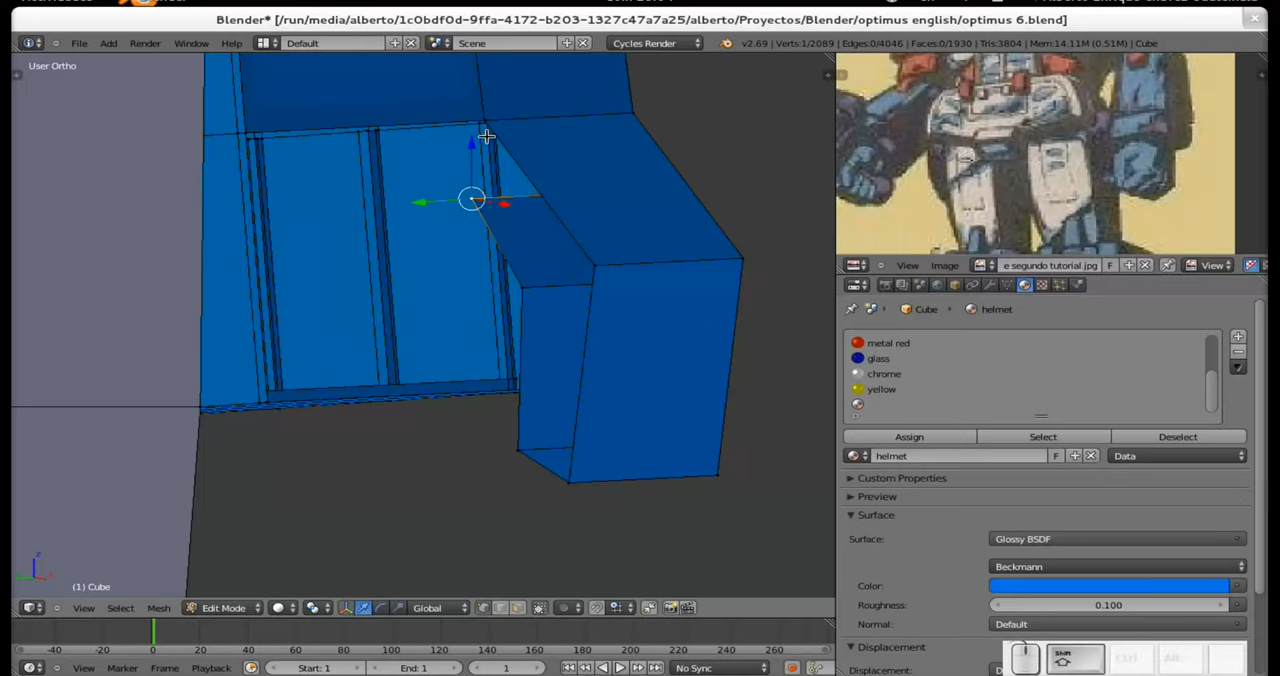 Blender* [/run/media/alberto/1c0bdf0d-9ffa-4172-b203-1327c47a7a25/alberto/Proyectos/Blender/optimus english/optimus 6.blend]
File Add Render Window Help Default Scene Cycles Render v2.69 | Verts:1/2089 | Edges:0/4046 | Faces:0/1930 | Tris:3804 | Mem:14.11M (0.51M) | Cube
User Ortho
View Image e segundo tutorial.jpg F View
Cube helmet
metal red
glass
chrome
yellow
Assign Select Deselect
helmet F Data
Custom Properties
Preview
Surface
Surface: Glossy BSDF
Beckmann
Color:
Roughness: 0.100
Normal: Default
Displacement
Displacement:
z
(1) Cube
View Select Mesh Edit Mode Global
-40 -20 0 20 40 60 80 100 120 140 160 180 200 220 240 260
View Marker Frame Playback Start: 1 End: 1 1 No Sync
Shift Ctrl Alt